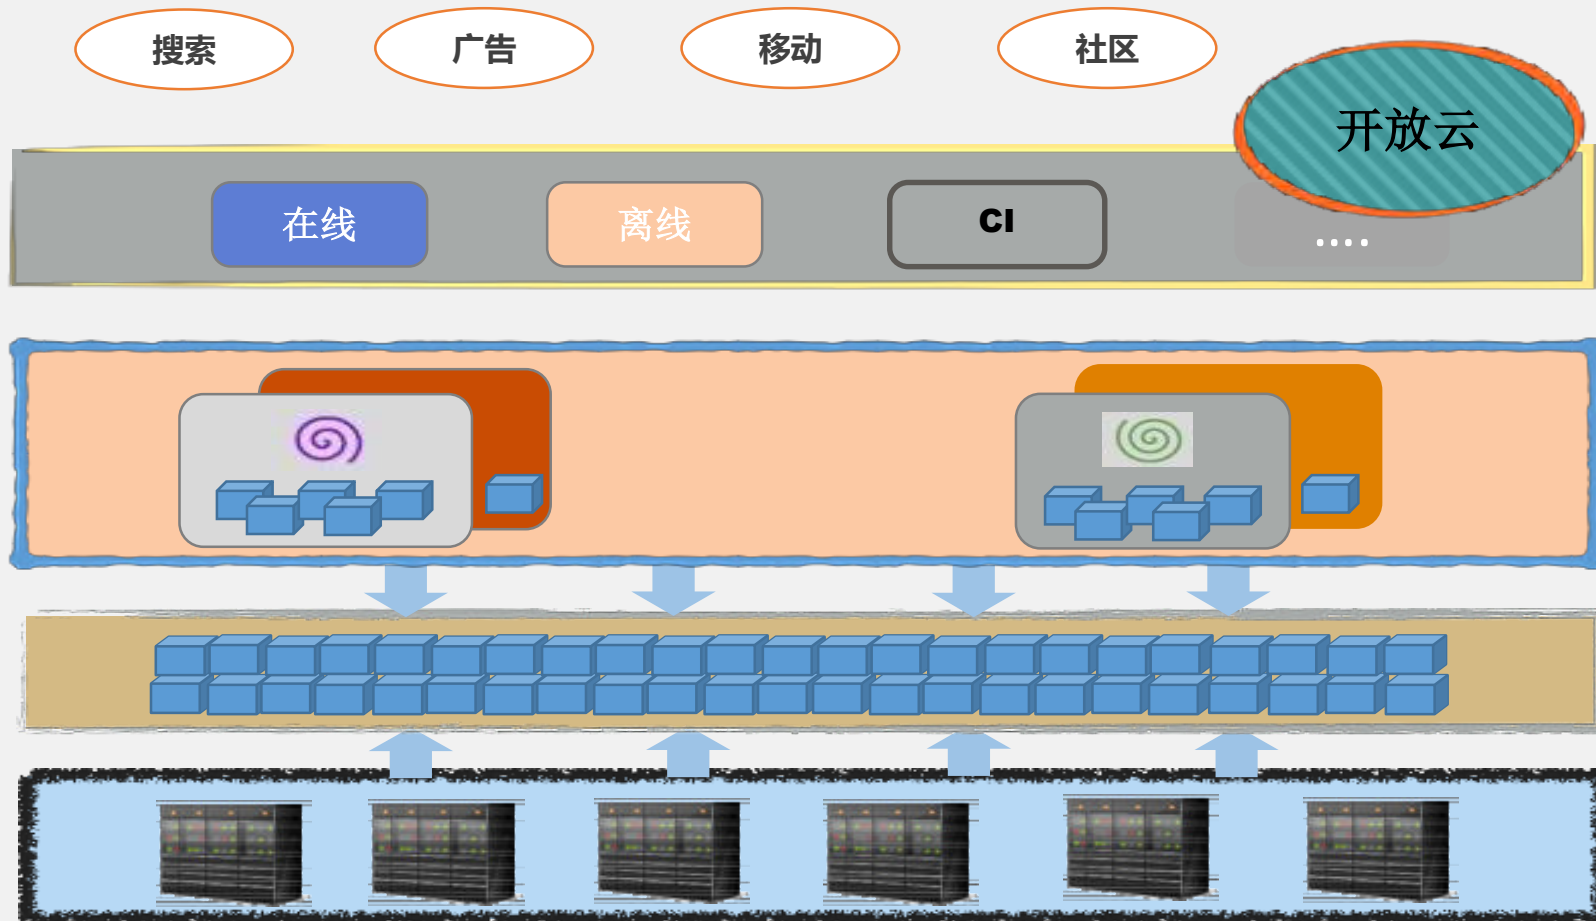 搜索
广告
移动
社区
开放云
在线
离线
CI
....